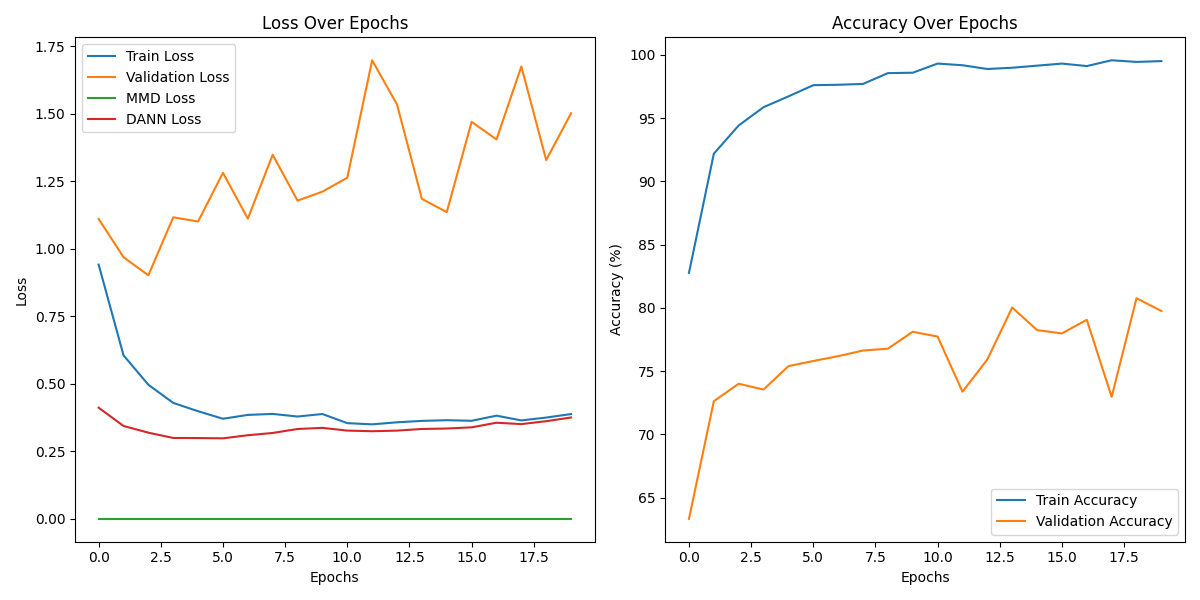 Loss Over Epochs
1.75
1.50
1.25
1.00
0.75
0.50
0.25
0.00
Loss
Train Loss
Validation Loss
MMD Loss
DANN Loss
0.0 2.5 5.0 7.5 10.0 12.5 15.0 17.5
Epochs
Accuracy Over Epochs
100
95
90
85
80
75
70
65
Accuracy (%)
Train Accuracy
Validation Accuracy
0.0 2.5 5.0 7.5 10.0 12.5 15.0 17.5
Epochs